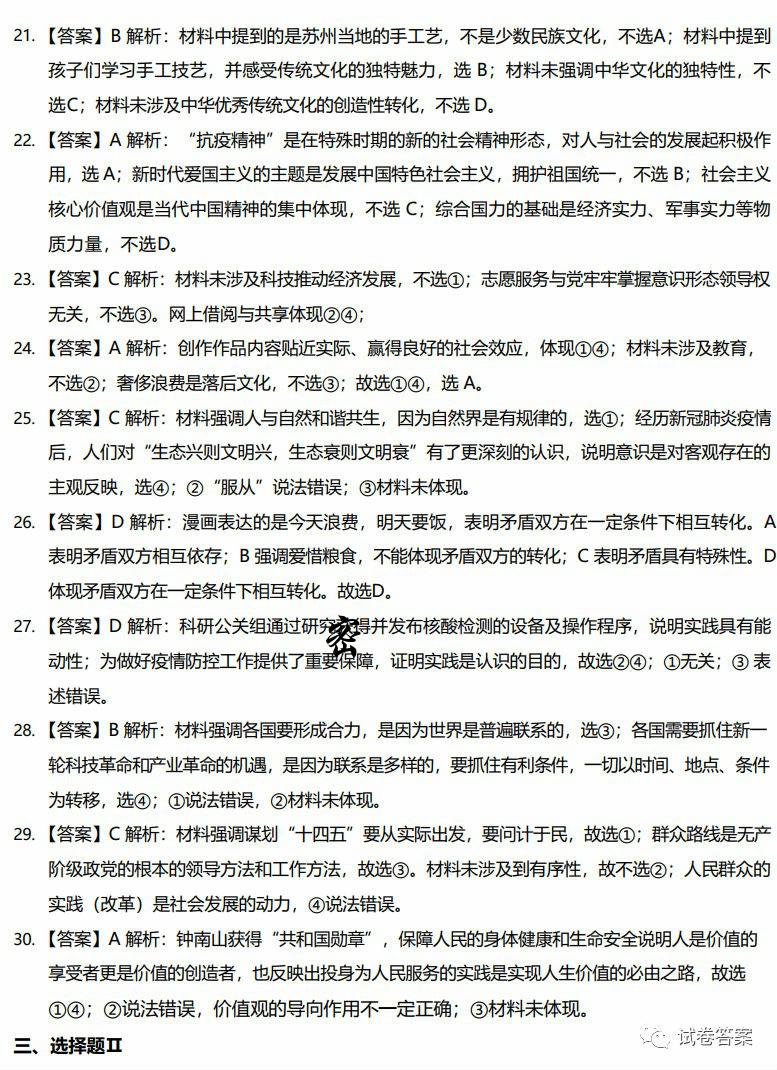 21. 【答案】B 解析：材料中提到的是苏州当地的手工艺，不是少数民族文化，不选A；材料中提到
孩子们学习手工技艺，并感受传统文化的独特魅力，选 B；材料未强调中华文化的独特性，不
选C；材料未涉及中华优秀传统文化的创造性转化，不选 D。
22. 【答案】A 解析：“抗疫精神”是在特殊时期的新的社会精神形态，对人与社会的发展起积极作
用，选 A；新时代爱国主义的主题是发展中国特色社会主义，拥护祖国统一，不选 B；社会主义
核心价值观是当代中国精神的集中体现，不选 C；综合国力的基础是经济实力、军事实力等物
质力量，不选D。
23. 【答案】C 解析：材料未涉及科技推动经济发展，不选①；志愿服务与党牢牢掌握意识形态领导权
无关，不选③。网上借阅与共享体现②④；
24. 【答案】A 解析：创作作品内容贴近实际、赢得良好的社会效应，体现①④；材料未涉及教育，
不选②；奢侈浪费是落后文化，不选③；故选①④，选 A。
25. 【答案】C 解析：材料强调人与自然和谐共生，因为自然界是有规律的，选①；经历新冠肺炎疫情
后，人们对“生态兴则文明兴，生态衰则文明衰”有了更深刻的认识，说明意识是对客观存在的
主观反映，选④；②“服从”说法错误；③材料未体现。
26. 【答案】D 解析：漫画表达的是今天浪费，明天要饭，表明矛盾双方在一定条件下相互转化。A
表明矛盾双方相互依存；B 强调爱惜粮食，不能体现矛盾双方的转化；C 表明矛盾具有特殊性。D
体现矛盾双方在一定条件下相互转化。故选D。
27. 【答案】D 解析：科研公关组通过研究获得并发布核酸检测的设备及操作程序，说明实践具有能
密
动性；为做好疫情防控工作提供了重要保障，证明实践是认识的目的，故选②④；①无关；③ 表
述错误。
28. 【答案】B 解析：材料强调各国要形成合力，是因为世界是普遍联系的，选③；各国需要抓住新一
轮科技革命和产业革命的机遇，是因为联系是多样的，要抓住有利条件，一切以时间、地点、条件
为转移，选④；①说法错误，②材料未体现。
29. 【答案】C 解析：材料强调谋划“十四五”要从实际出发，要问计于民，故选①；群众路线是无产
阶级政党的根本的领导方法和工作方法，故选③。材料未涉及到有序性，故不选②；人民群众的
实践（改革）是社会发展的动力，④说法错误。
30. 【答案】A 解析：钟南山获得“共和国勋章”，保障人民的身体健康和生命安全说明人是价值的
享受者更是价值的创造者，也反映出投身为人民服务的实践是实现人生价值的必由之路，故选
①④；②说法错误，价值观的导向作用不一定正确；③材料未体现。
三、选择题Ⅱ
试卷答案